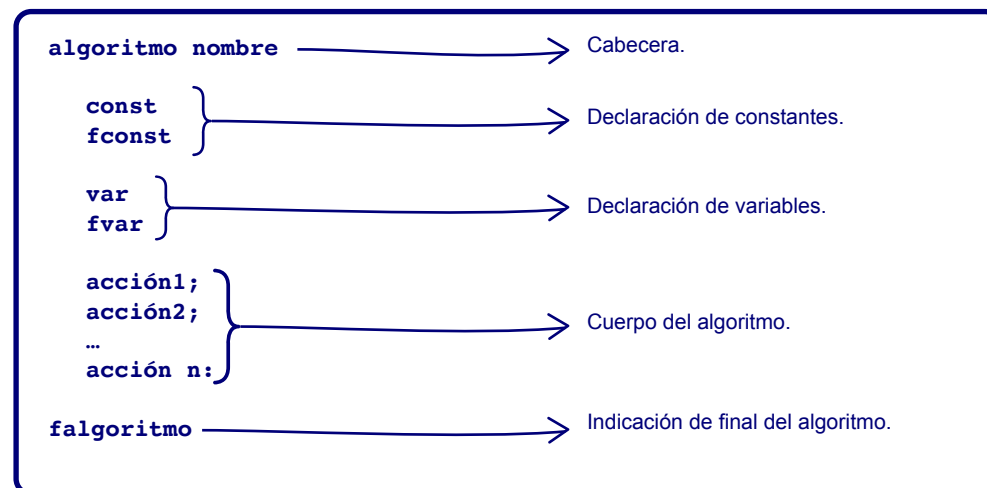 algoritmo nombre Cabecera.
const
fconst
Declaración de constantes.
var
fvar
Declaración de variables.
acción1;
acción2;
…
acción n:
Cuerpo del algoritmo.
falgoritmo Indicación de final del algoritmo.